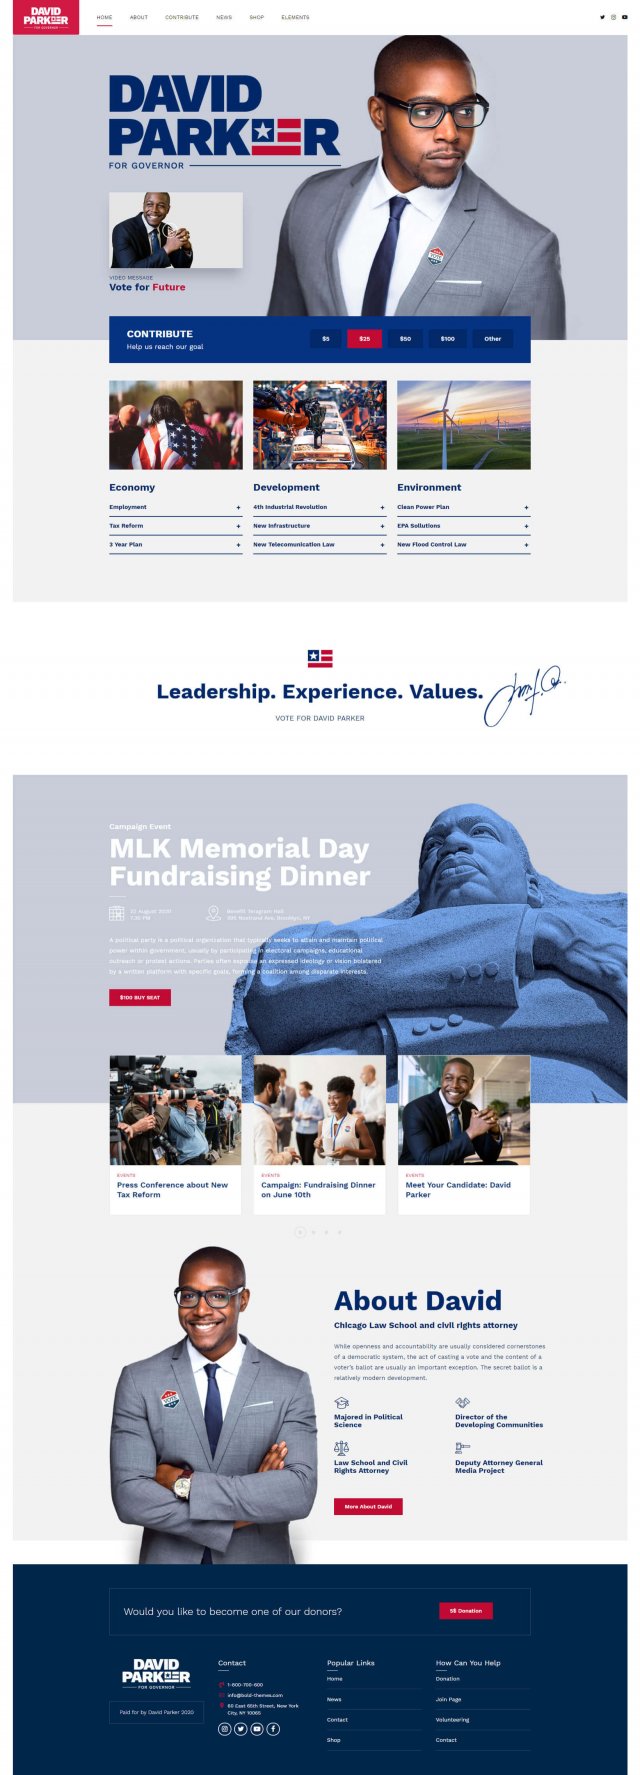 DAVID
PARKER
FOR GOVERNOR
HOME
ABOUT
CONTRIBUTE
NEWS
SHOP
ELEMENTS
DAVID
PARKER
FOR GOVERNOR
VOTE
VIDEO MESSAGE
Vote for Future
CONTRIBUTE
Help us reach our goal
$5
$25
$50
$100
Other
Economy
Employment +
Tax Reform +
3 Year Plan +
Development
4th Industrial Revolution +
New Infrastructure +
New Telecomunication Law +
Environment
Clean Power Plan +
EPA Sollutions +
New Flood Control Law +
Leadership. Experience. Values.
VOTE FOR DAVID PARKER
Campaign Event
MLK Memorial Day
Fundraising Dinner
22 August 2020
7:30 PM
Benefit Telegram Hall
395 Nostrand Ave, Brooklyn, NY
A political party is a political organization that typically seeks to attain and maintain political
power within government, usually by participating in electoral campaigns, educational
outreach or protest actions. Parties often espouse an expressed ideology or vision bolstered
by a written platform with specific goals, forming a coalition among disparate interests.
$100 BUY SEAT
EVENTS
Press Conference about New
Tax Reform
EVENTS
Campaign: Fundraising Dinner
on June 10th
EVENTS
Meet Your Candidate: David
Parker
VOTE
About David
Chicago Law School and civil rights attorney
While openness and accountability are usually considered cornerstones
of a democratic system, the act of casting a vote and the content of a
voter's ballot are usually an important exception. The secret ballot is a
relatively modern development.
Majored in Political
Science
Director of the
Developing Communities
Law School and Civil
Rights Attorney
Deputy Attorney General
Media Project
More About David
Would you like to become one of our donors?
5$ Donation
DAVID
PARKER
FOR GOVERNOR
Paid for by David Parker 2020
Contact
1-800-700-600
info@bold-themes.com
60 East 65th Street, New York
City, NY 10065
Popular Links
Home
News
Contact
Shop
How Can You Help
Donation
Join Page
Volunteering
Contact